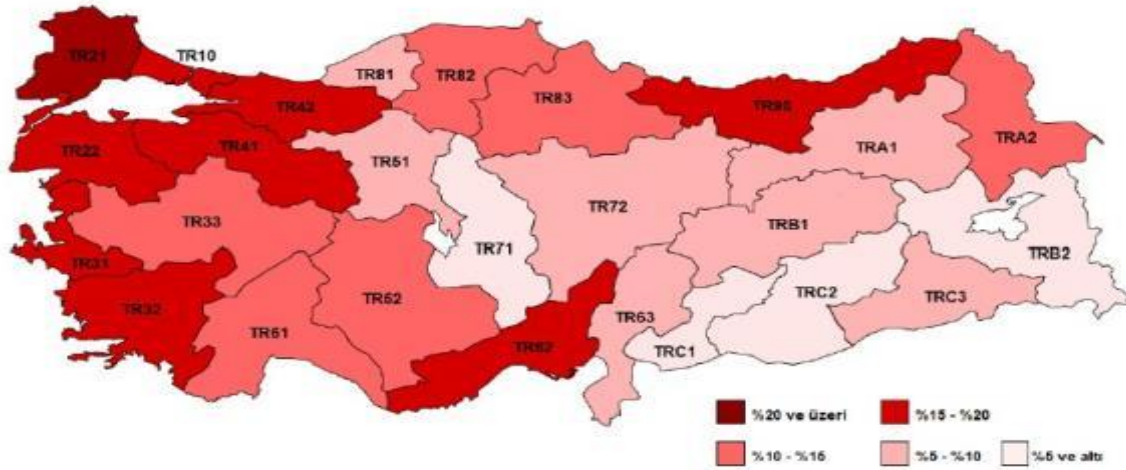 TR21
TR10
TR81
TR82
TR42
TR83
TR90
TR22
TR41
TR51
TRA1
TRA2
TR33
TR72
TRB1
TR71
TRB2
TR31
TR32
TR52
TRC2
TRC3
TR61
TR62
TR63
TRC1
%20 ve üzeri
%15 - %20
%10 - %15
%5 - %10
%5 ve altı